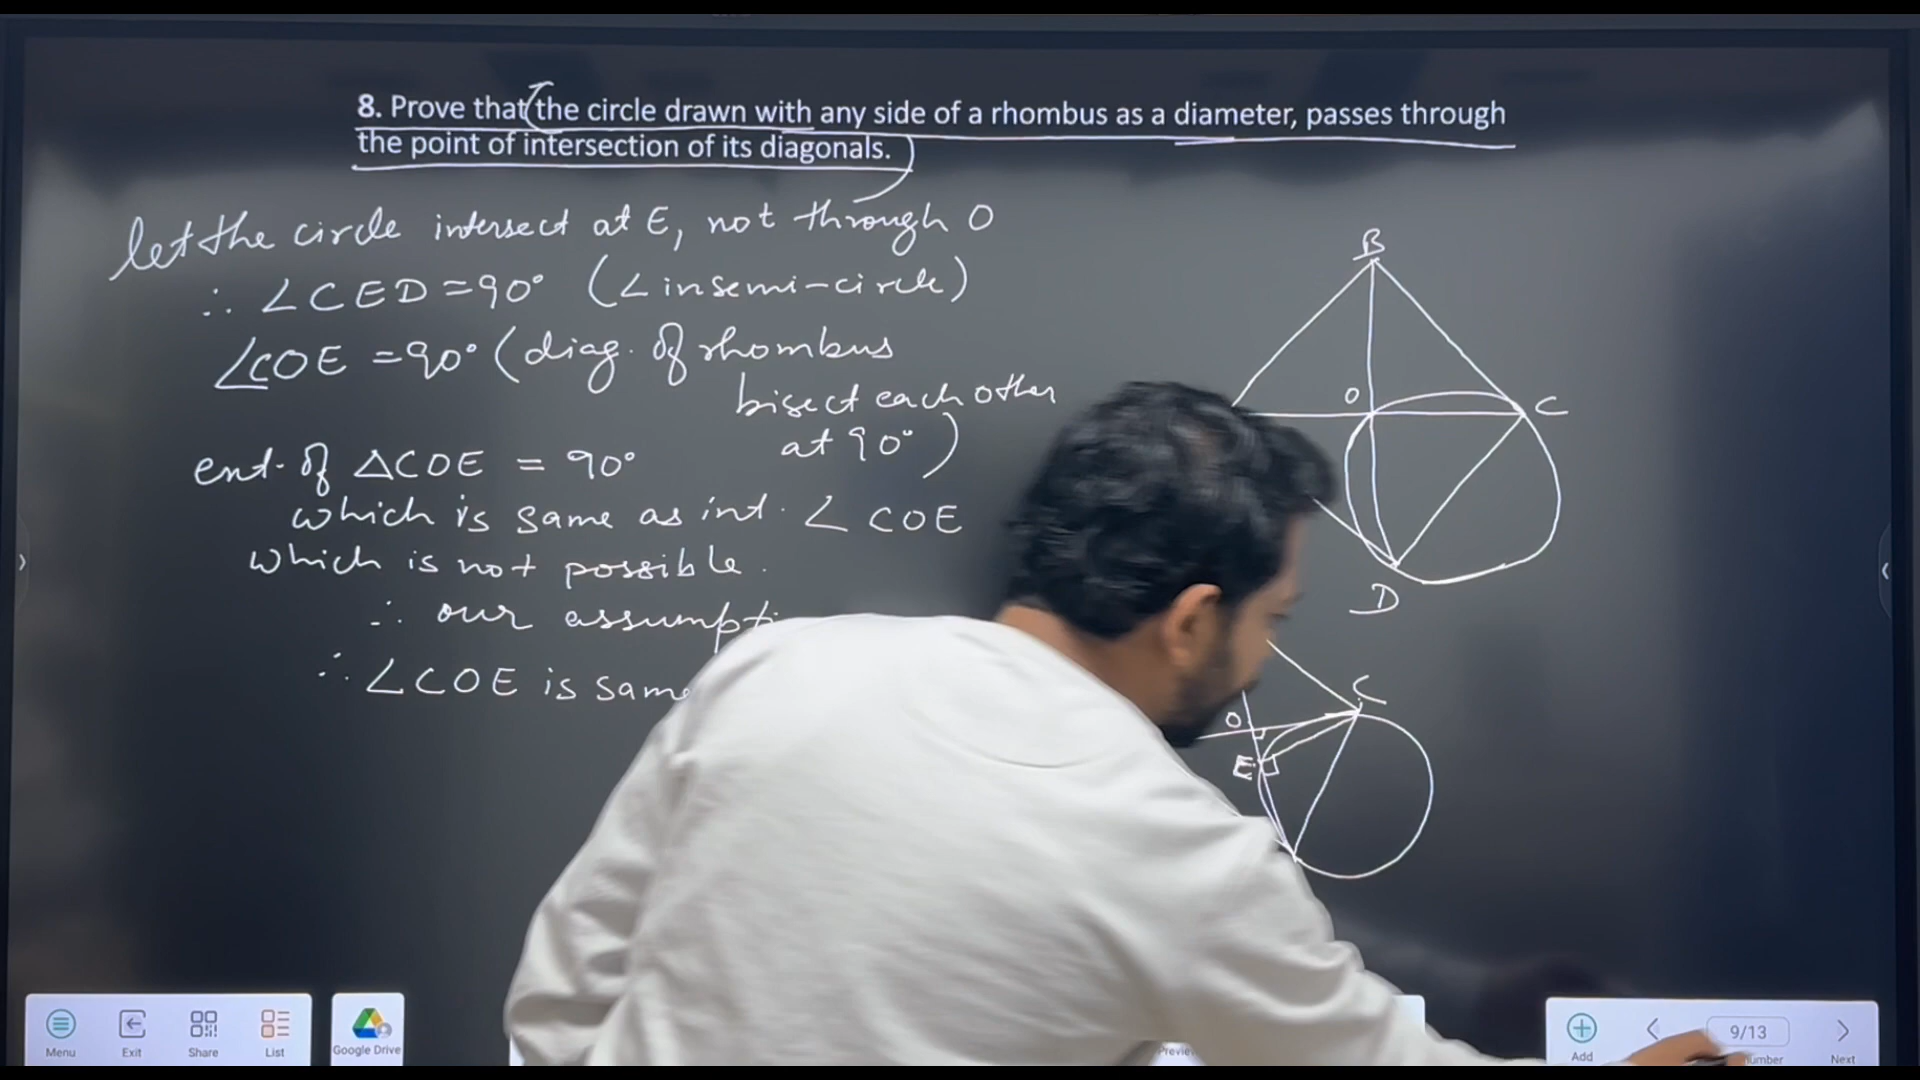 8. Prove that the circle drawn with any side of a rhombus as a diameter, passes through
the point of intersection of its diagonals.
let the circle intersect at E, not through O
∴ ∠CED = 90° (∠ in semi-circle)
∠COE = 90° (diag. of rhombus
bisect each other
at 90°)
ext. of △COE = 90°
which is same as int. ∠ COE
which is not possible.
∴ our assumpti
∴ ∠COE is same
B
O
C
D
C
O
E
Menu
Exit
Share
List
Google Drive
Add
9/13
Next